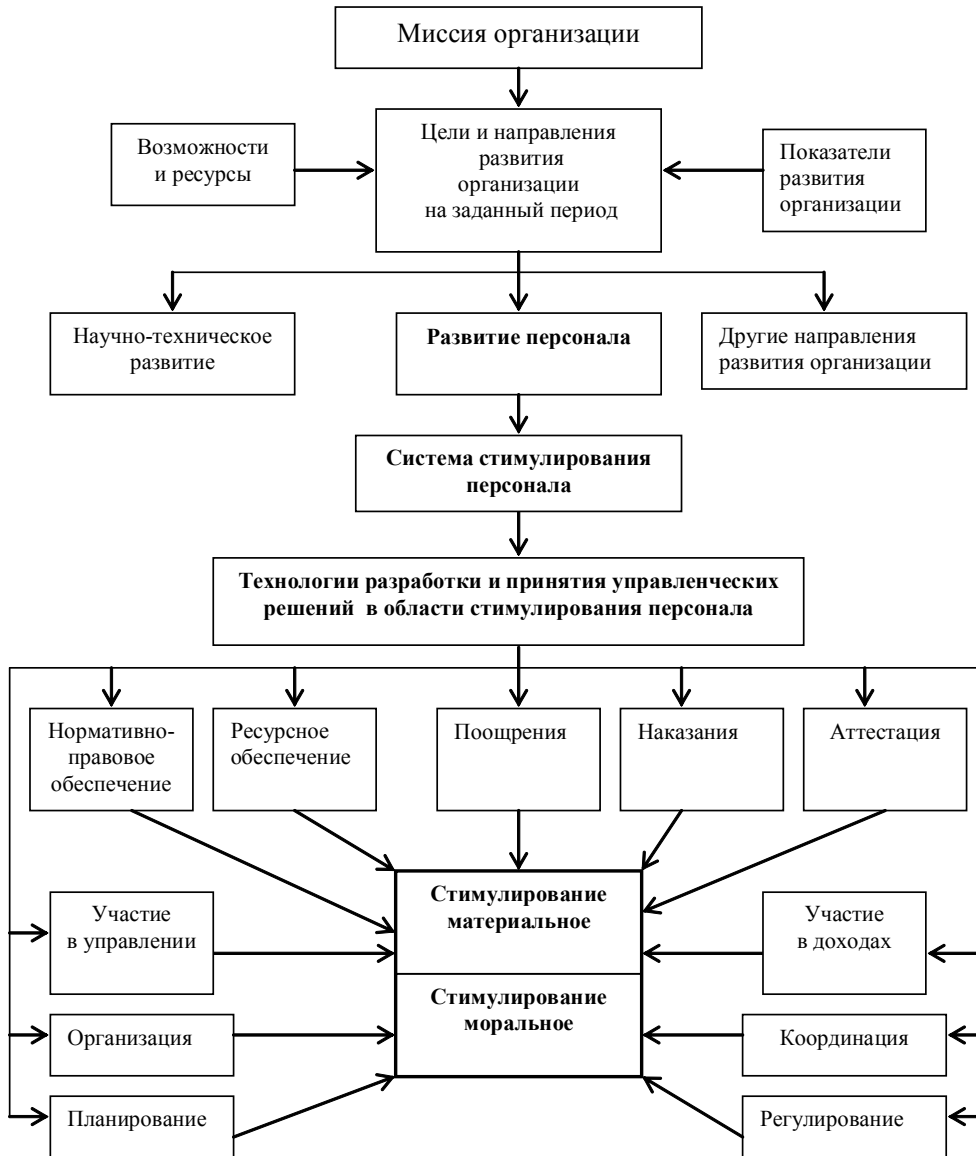 Миссия организации
Возможности
и ресурсы
Цели и направления
развития
организации
на заданный период
Показатели
развития
организации
Научно-техническое
развитие
Развитие персонала
Другие направления
развития организации
Система стимулирования
персонала
Технологии разработки и принятия управленческих
решений в области стимулирования персонала
Нормативно-
правовое
обеспечение
Ресурсное
обеспечение
Поощрения
Наказания
Аттестация
Участие
в управлении
Стимулирование
материальное
Участие
в доходах
Организация
Стимулирование
моральное
Координация
Планирование
Регулирование